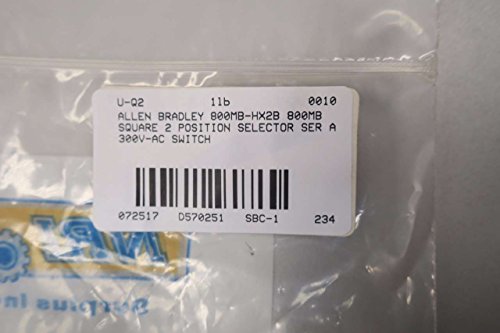 U-Q2 1lb 0010
ALLEN BRADLEY 800MB-HX2B 800MB
SQUARE 2 POSITION SELECTOR SER A
300V-AC SWITCH
072517 D570251 SBC-1 234
Surplus